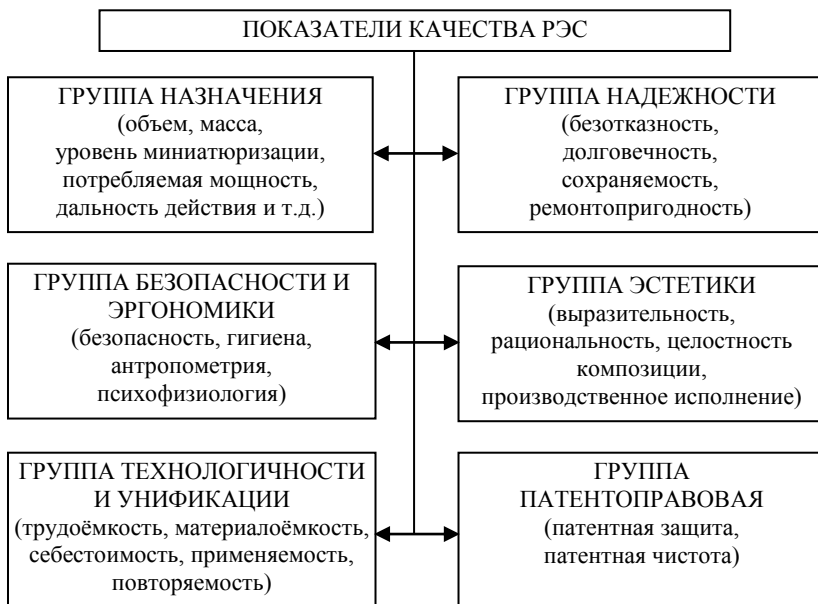 ПОКАЗАТЕЛИ КАЧЕСТВА РЭС
ГРУППА НАЗНАЧЕНИЯ
(объем, масса,
уровень миниатюризации,
потребляемая мощность,
дальность действия и т.д.)
ГРУППА НАДЕЖНОСТИ
(безотказность,
долговечность,
сохраняемость,
ремонтопригодность)
ГРУППА БЕЗОПАСНОСТИ И
ЭРГОНОМИКИ
(безопасность, гигиена,
антропометрия,
психофизиология)
ГРУППА ЭСТЕТИКИ
(выразительность,
рациональность, целостность
композиции,
производственное исполнение)
ГРУППА ТЕХНОЛОГИЧНОСТИ
И УНИФИКАЦИИ
(трудоёмкость, материалоёмкость,
себестоимость, применяемость,
повторяемость)
ГРУППА
ПАТЕНТОПРАВОВАЯ
(патентная защита,
патентная чистота)